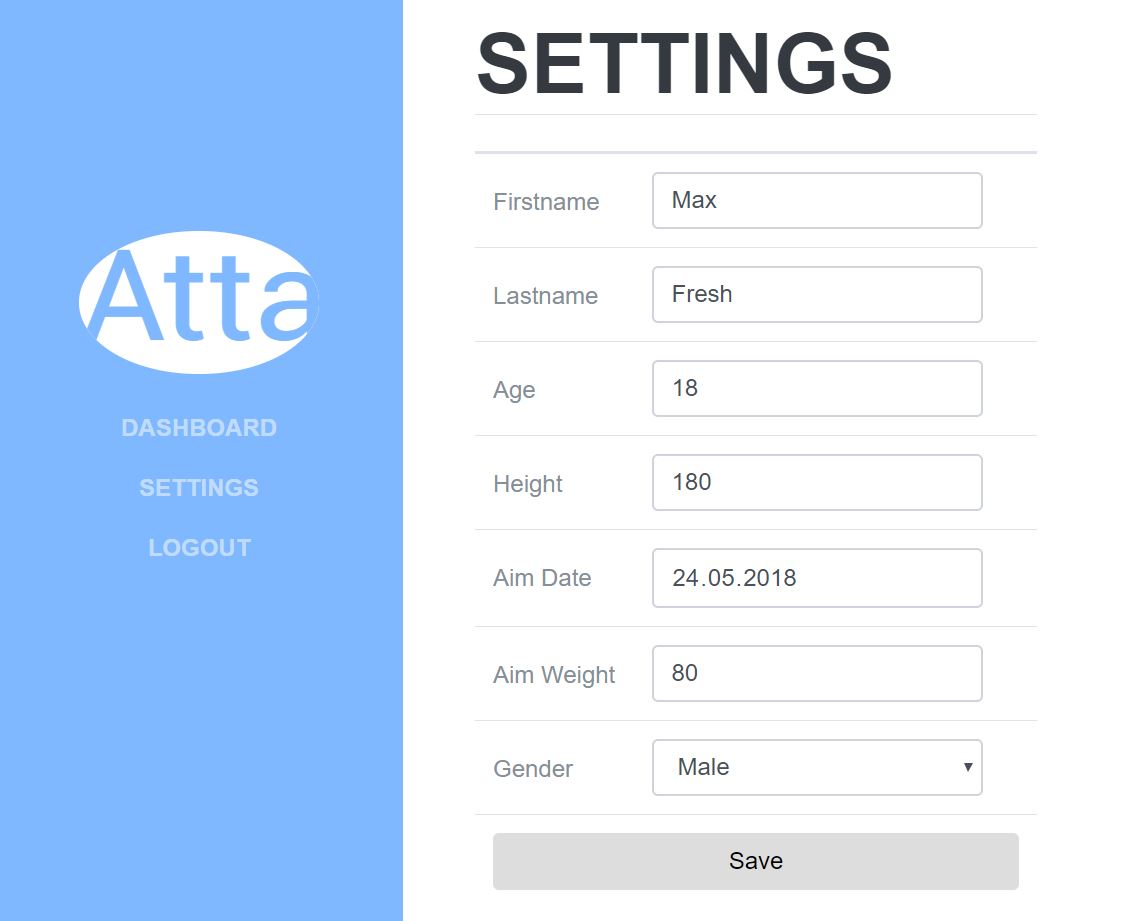 Atta
DASHBOARD
SETTINGS
LOGOUT
SETTINGS
Firstname Max
Lastname Fresh
Age 18
Height 180
Aim Date 24.05.2018
Aim Weight 80
Gender Male
Save